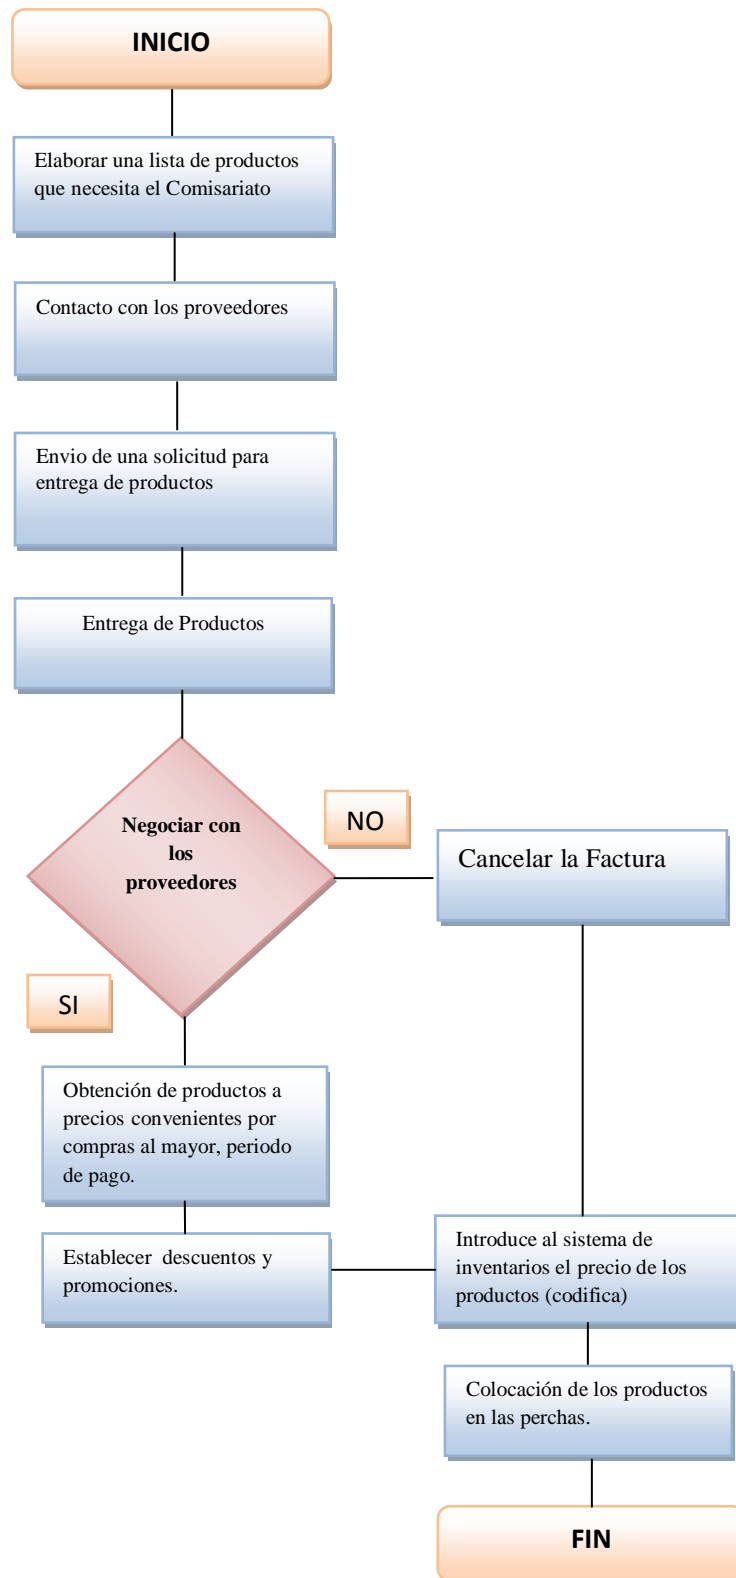 INICIO
Elaborar una lista de productos
que necesita el Comisariato
Contacto con los proveedores
Envio de una solicitud para
entrega de productos
Entrega de Productos
Negociar con
los
proveedores
NO
Cancelar la Factura
SI
Obtención de productos a
precios convenientes por
compras al mayor, periodo
de pago.
Establecer descuentos y
promociones.
Introduce al sistema de
inventarios el precio de los
productos (codifica)
Colocación de los productos
en las perchas.
FIN